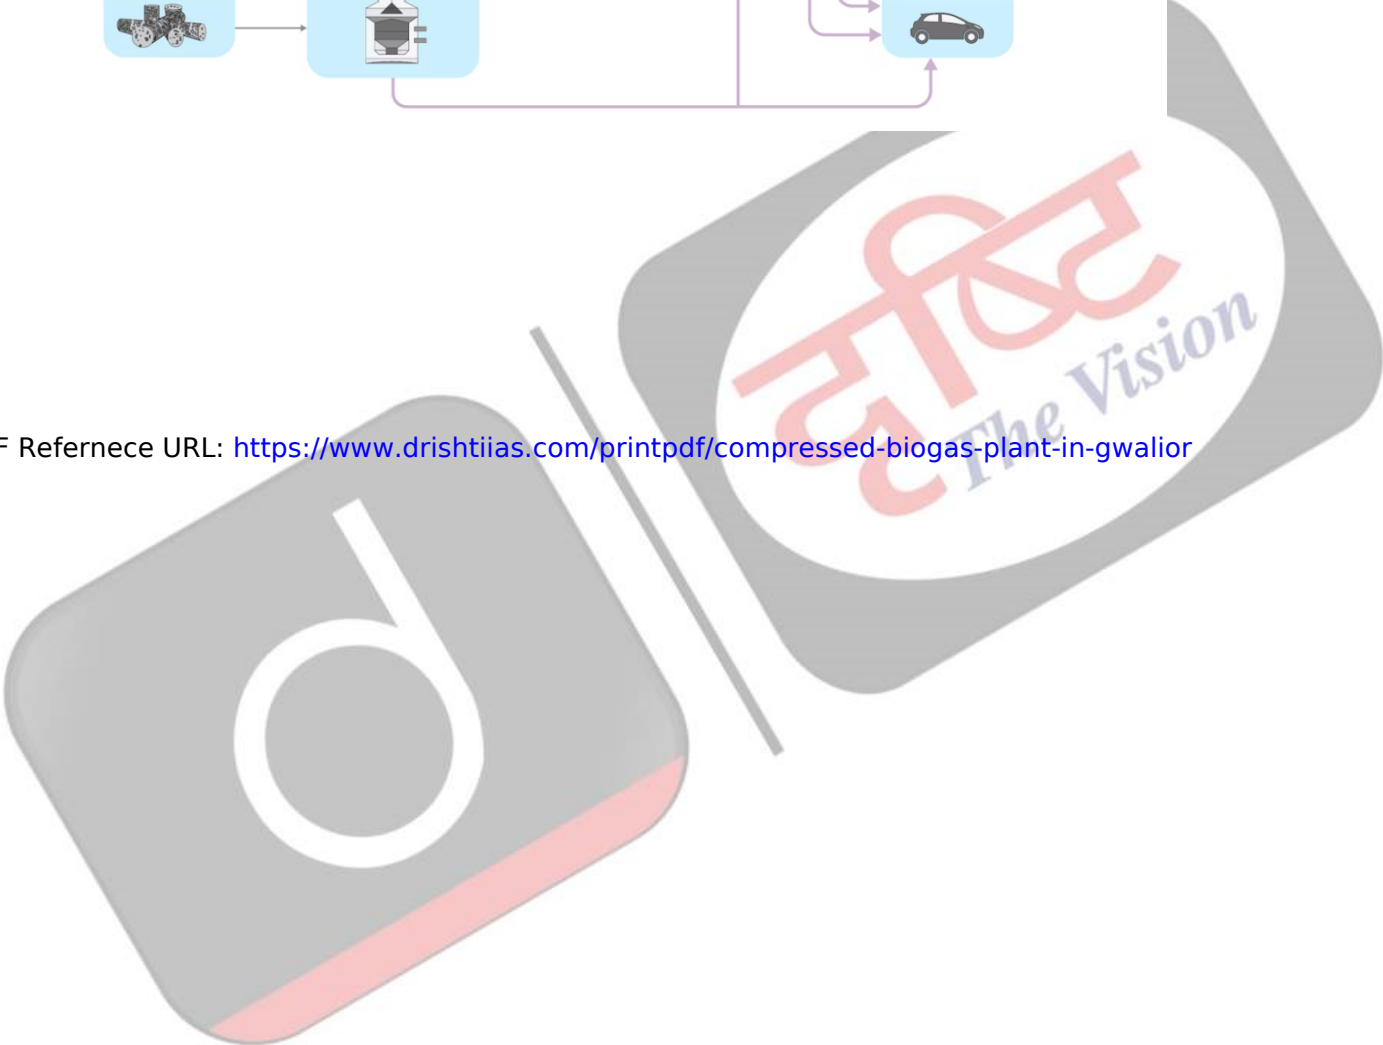 दृष्टि
The Vision
F Refernece URL: https://www.drishtiias.com/printpdf/compressed-biogas-plant-in-gwalior
d